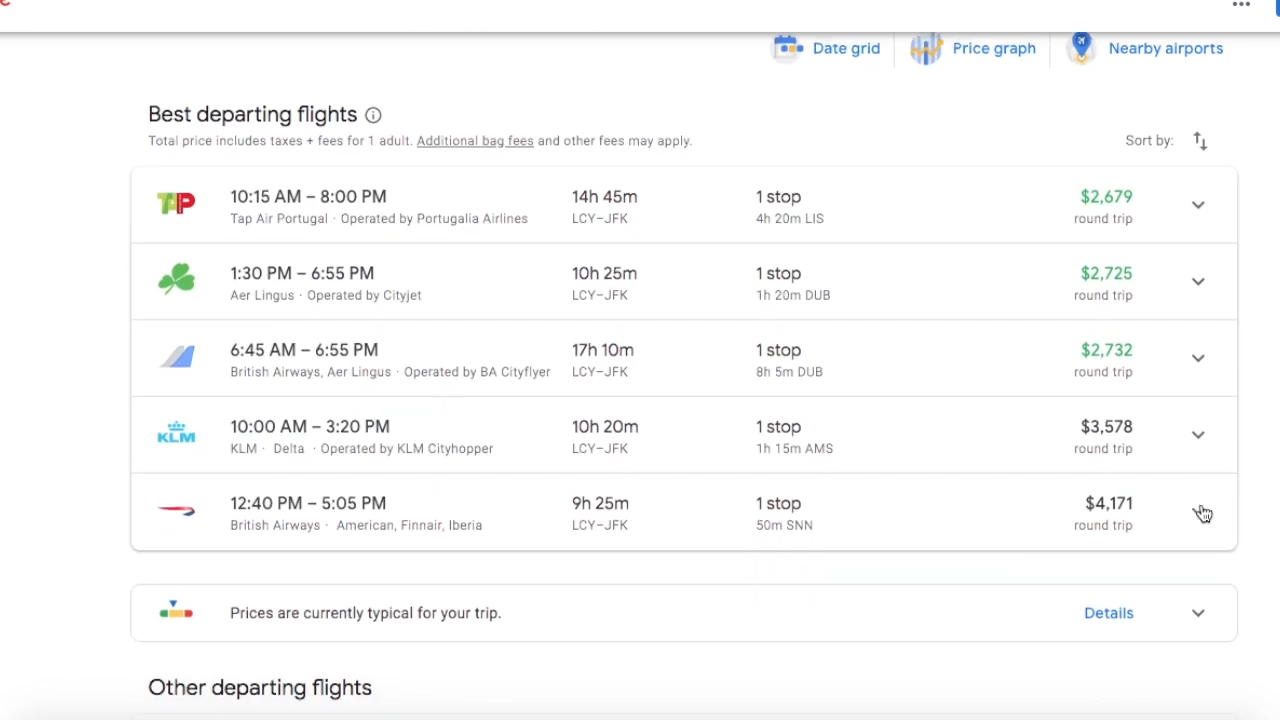 Date grid
Price graph
Nearby airports
Best departing flights
Total price includes taxes + fees for 1 adult. Additional bag fees and other fees may apply.
Sort by:
TAP
10:15 AM – 8:00 PM
14h 45m
1 stop
$2,679
Tap Air Portugal · Operated by Portugalia Airlines
LCY–JFK
4h 20m LIS
round trip
1:30 PM – 6:55 PM
10h 25m
1 stop
$2,725
Aer Lingus · Operated by Cityjet
LCY–JFK
1h 20m DUB
round trip
6:45 AM – 6:55 PM
17h 10m
1 stop
$2,732
British Airways, Aer Lingus · Operated by BA Cityflyer
LCY–JFK
8h 5m DUB
round trip
KLM
10:00 AM – 3:20 PM
10h 20m
1 stop
$3,578
KLM · Delta · Operated by KLM Cityhopper
LCY–JFK
1h 15m AMS
round trip
12:40 PM – 5:05 PM
9h 25m
1 stop
$4,171
British Airways · American, Finnair, Iberia
LCY–JFK
50m SNN
round trip
Prices are currently typical for your trip.
Details
Other departing flights